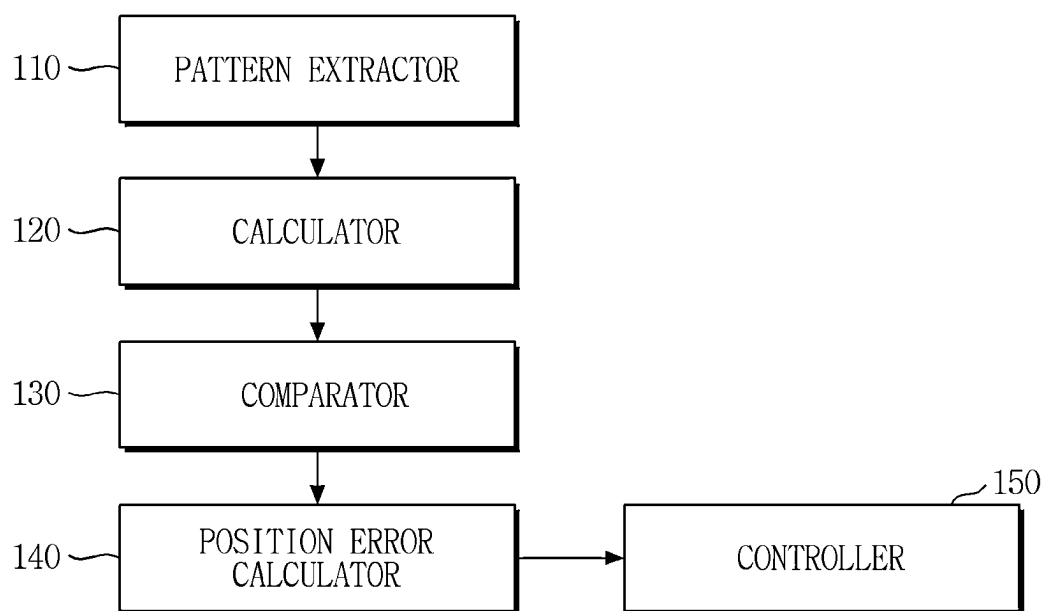 110
PATTERN EXTRACTOR
120
CALCULATOR
130
COMPARATOR
150
140
POSITION ERROR
CALCULATOR
CONTROLLER